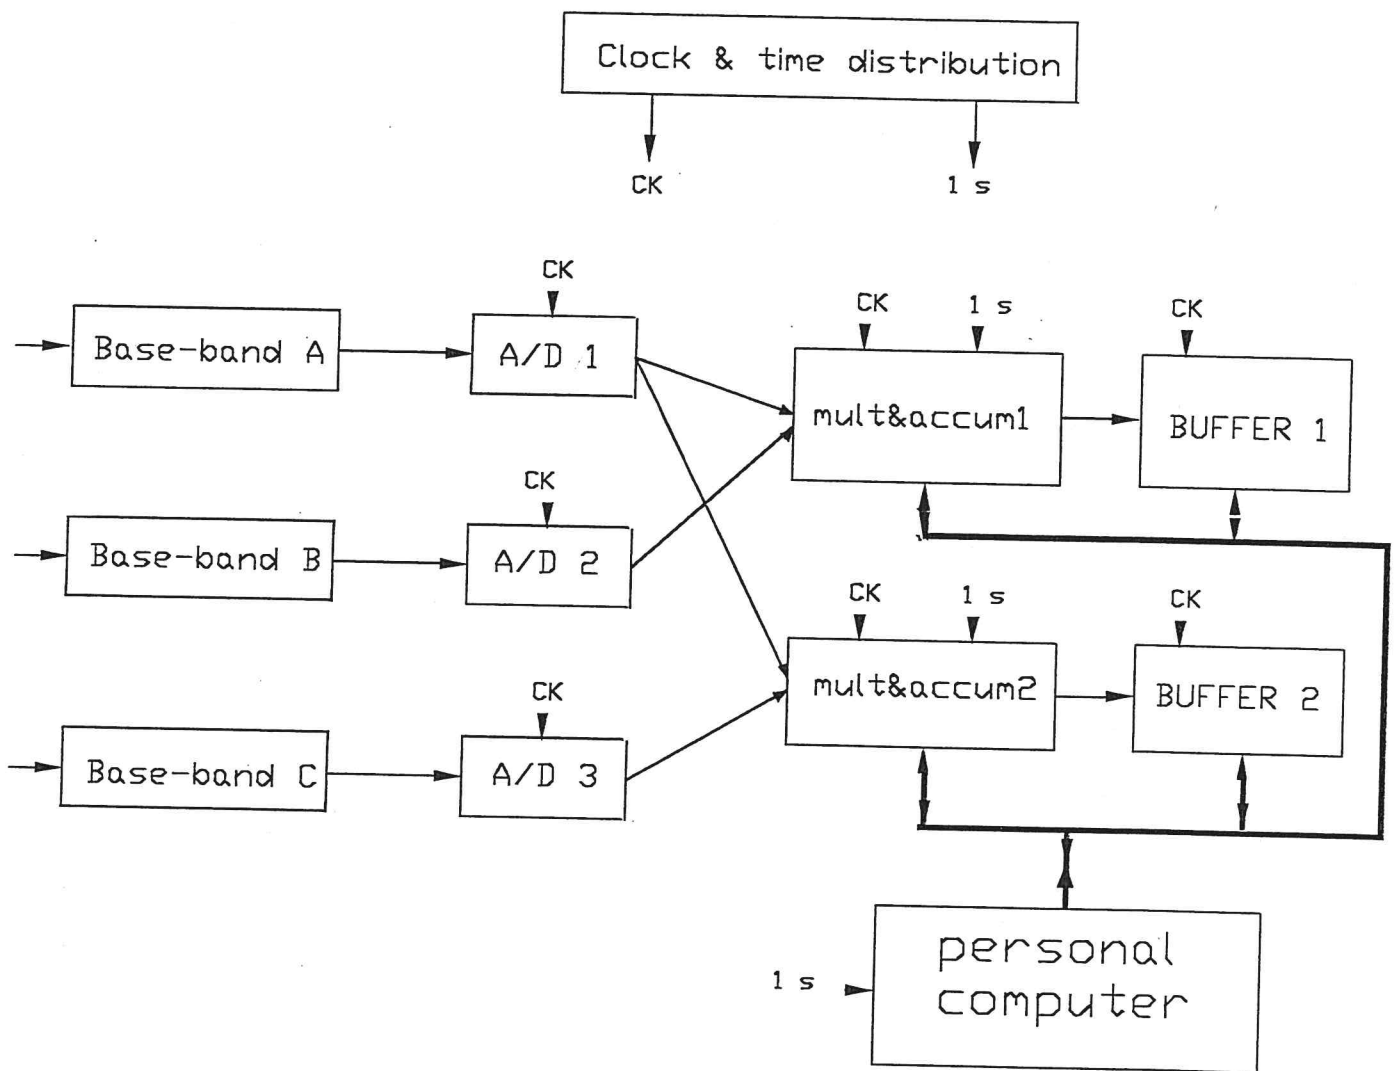 Clock & time distribution
CK
1 s
CK
CK
1 s
CK
Base-band A
A/D 1
mult&accum1
BUFFER 1
CK
Base-band B
A/D 2
CK
1 s
CK
mult&accum2
BUFFER 2
CK
Base-band C
A/D 3
personal
computer
1 s